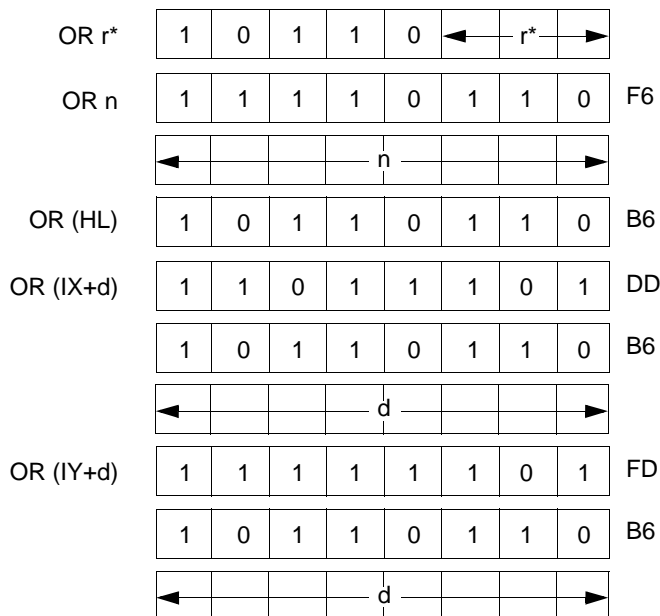 OR r* 1 0 1 1 0 r*
OR n 1 1 1 1 0 1 1 0 F6
n
OR (HL) 1 0 1 1 0 1 1 0 B6
OR (IX+d) 1 1 0 1 1 1 0 1 DD
1 0 1 1 0 1 1 0 B6
d
OR (IY+d) 1 1 1 1 1 1 0 1 FD
1 0 1 1 0 1 1 0 B6
d